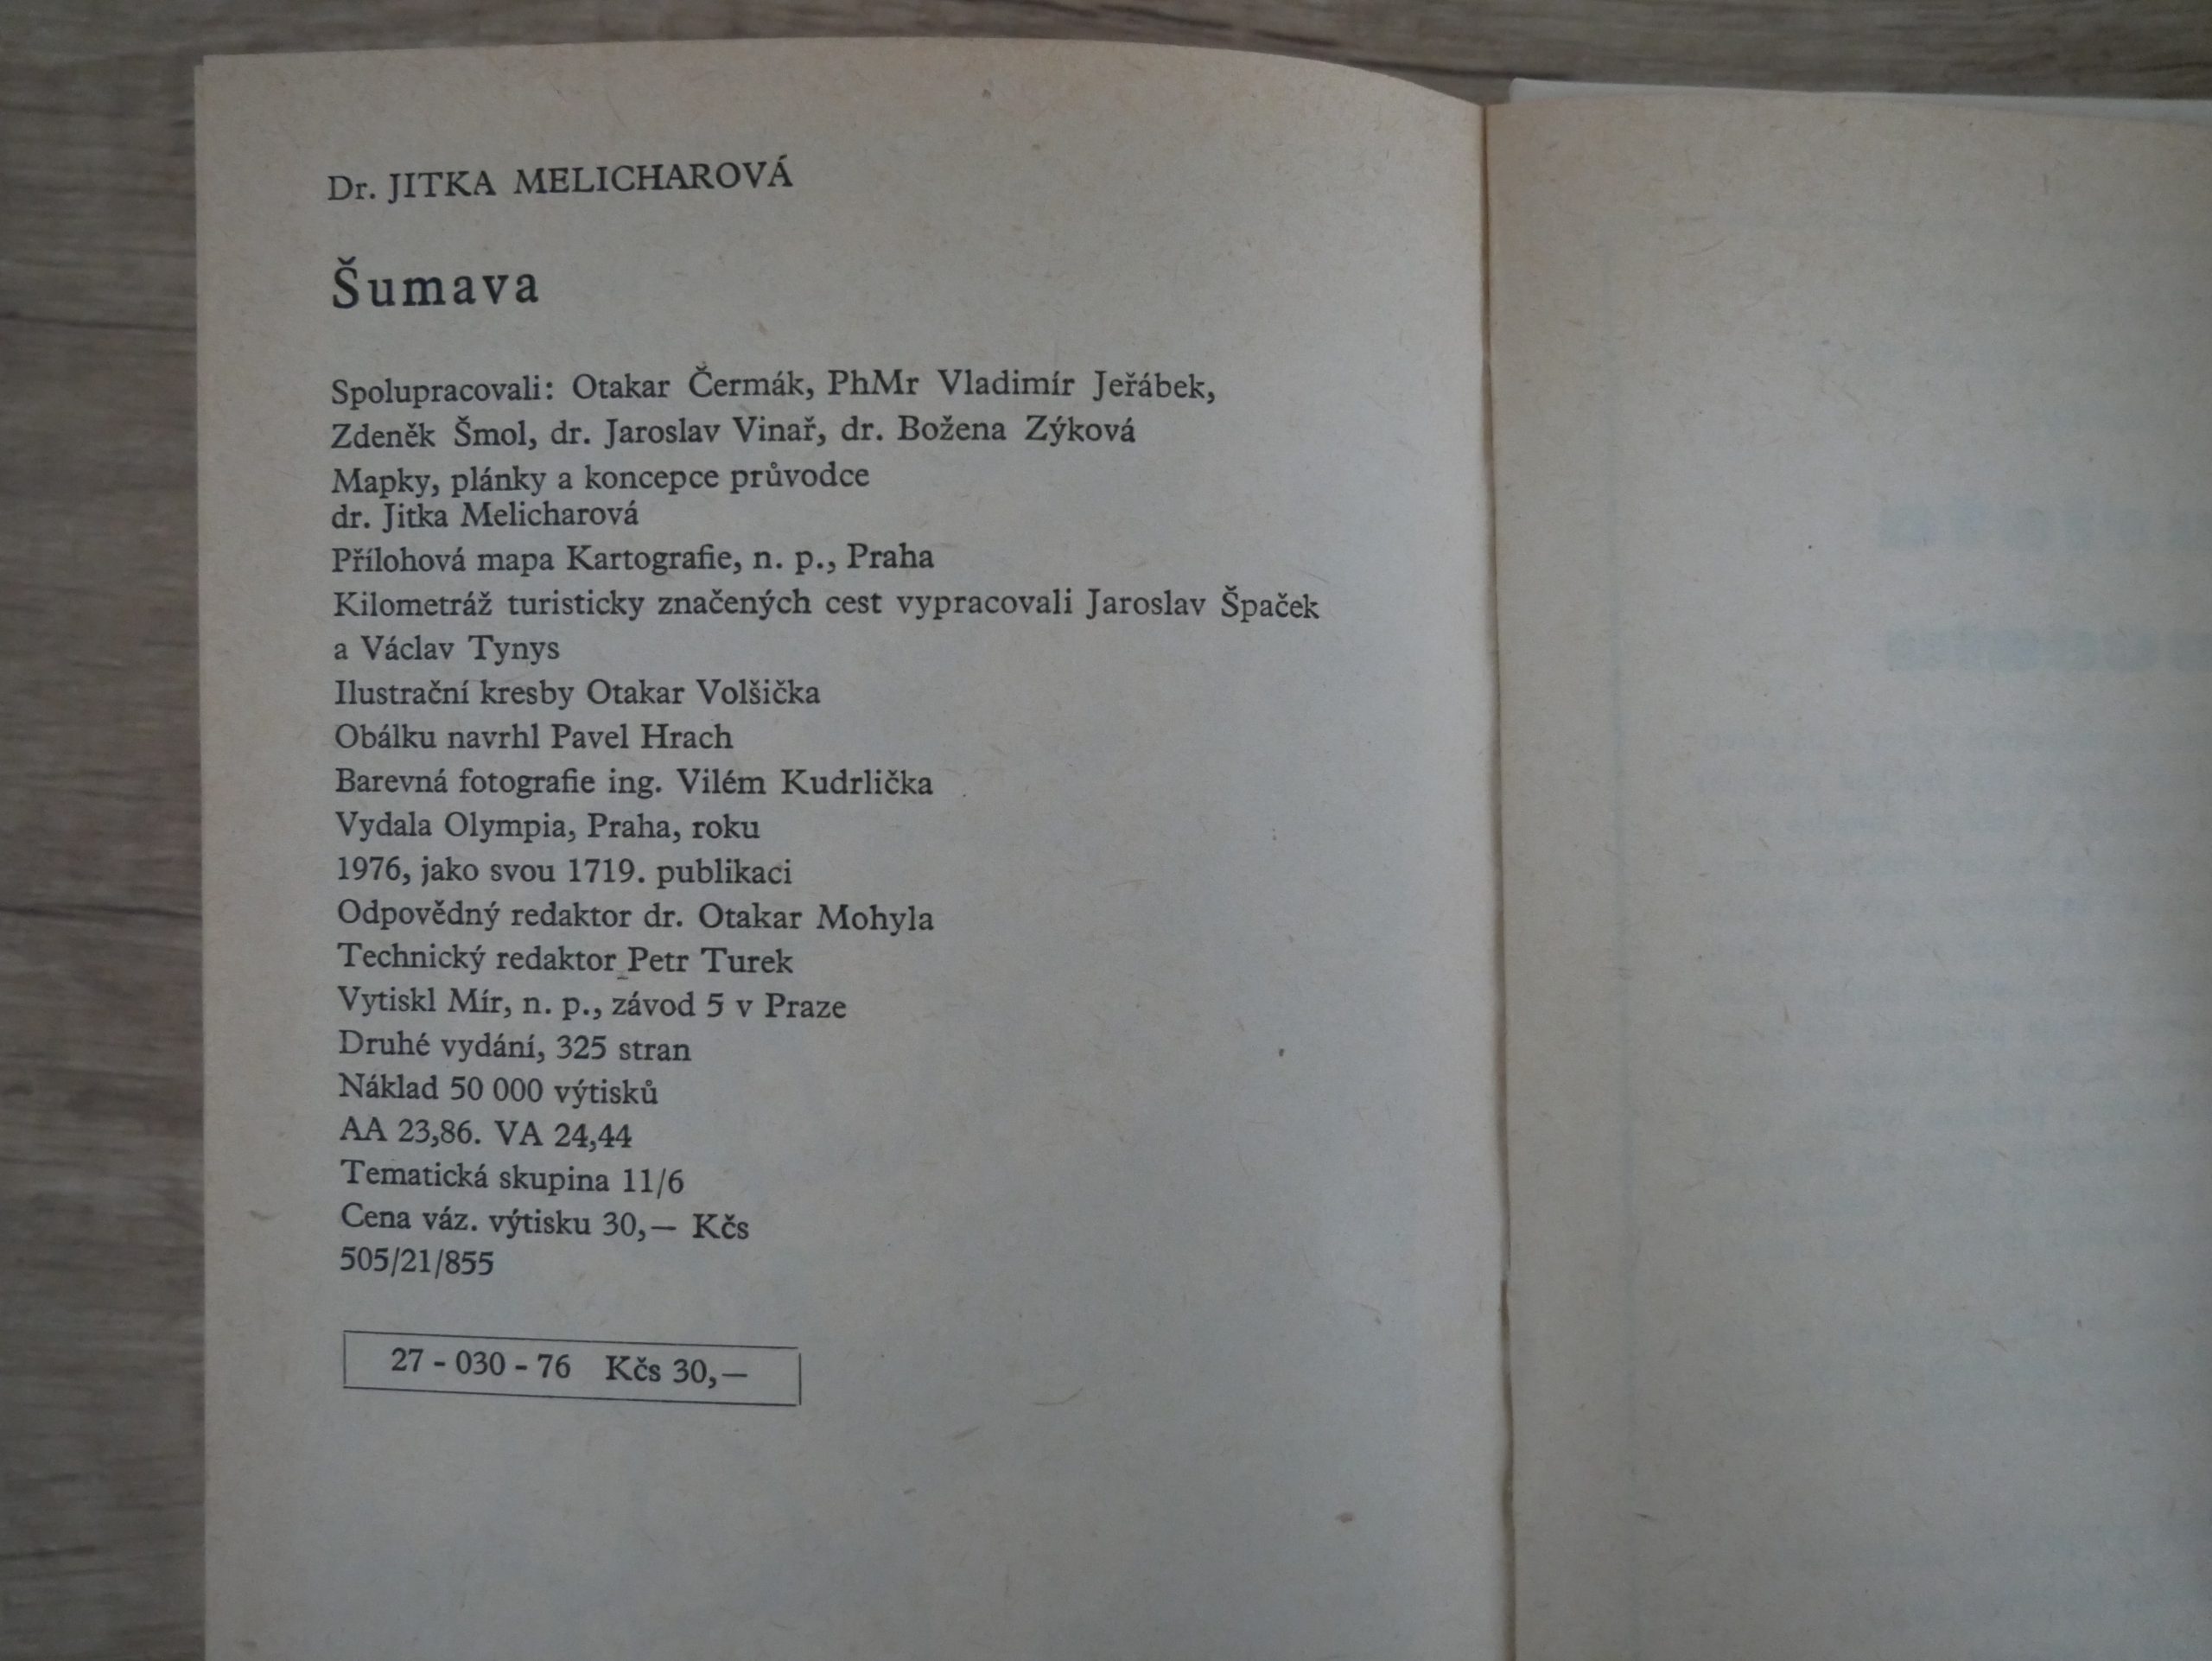 Dr. JITKA MELICHAROVÁ
Šumava
Spolupracovali: Otakar Čermák, PhMr Vladimír Jeřábek,
Zdeněk Šmol, dr. Jaroslav Vinař, dr. Božena Zýková
Mapky, plánky a koncepce průvodce
dr. Jitka Melicharová
Přílohová mapa Kartografie, n. p., Praha
Kilometráž turisticky značených cest vypracovali Jaroslav Špaček
a Václav Tynys
Ilustrační kresby Otakar Volšička
Obálku navrhl Pavel Hrach
Barevná fotografie ing. Vilém Kudrlička
Vydala Olympia, Praha, roku
1976, jako svou 1719. publikaci
Odpovědný redaktor dr. Otakar Mohyla
Technický redaktor Petr Turek
Vytiskl Mír, n. p., závod 5 v Praze
Druhé vydání, 325 stran
Náklad 50 000 výtisků
AA 23,86. VA 24,44
Tematická skupina 11/6
Cena váz. výtisku 30,— Kčs
505/21/855
27 - 030 - 76 Kčs 30,—